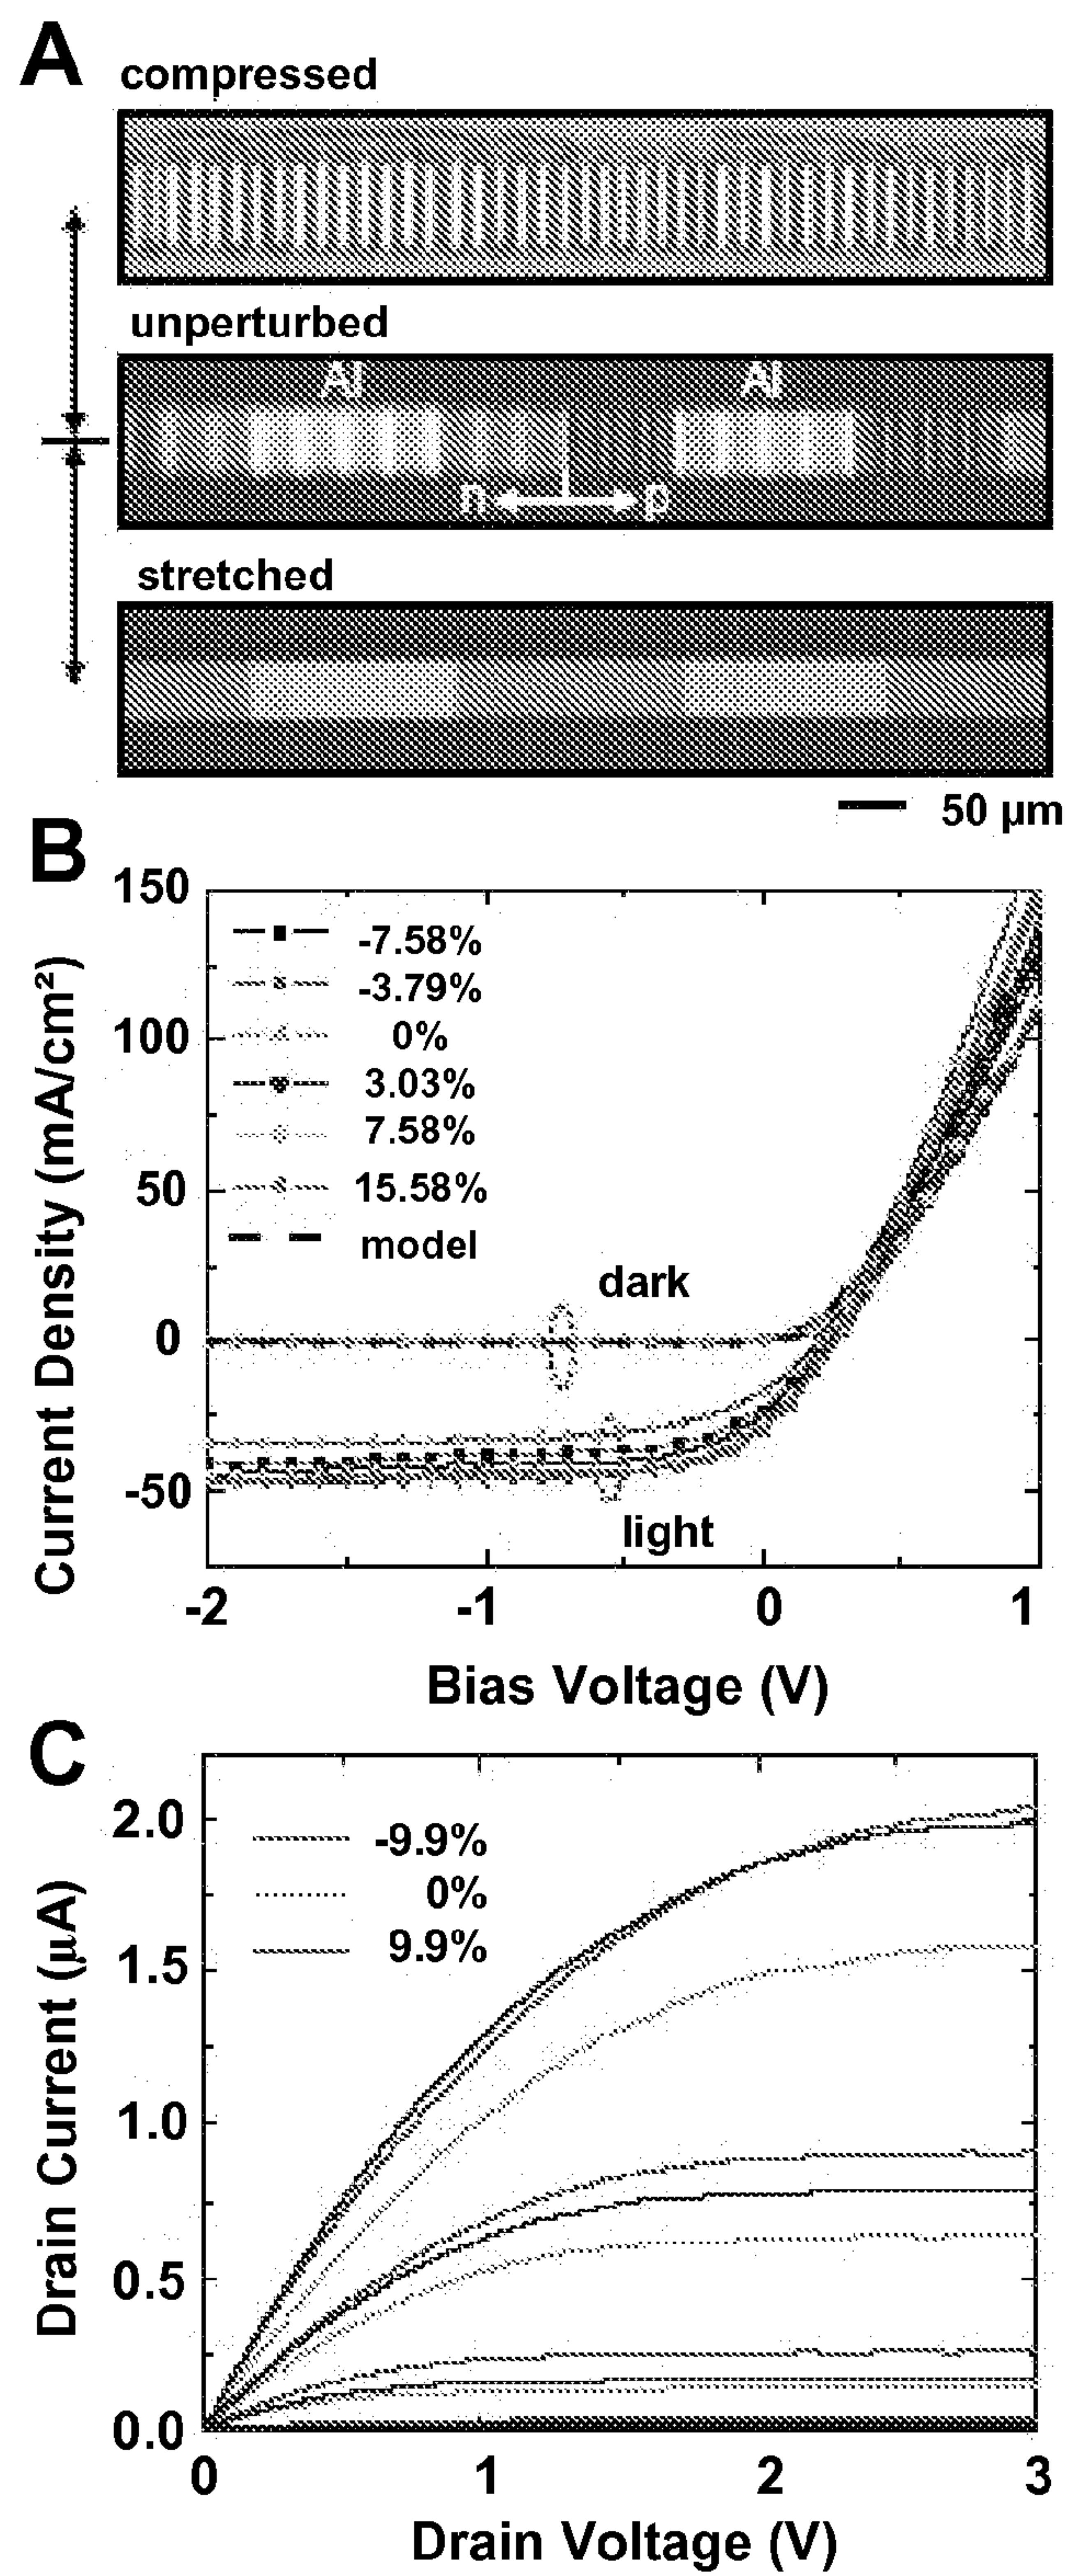 A
compressed
unperturbed
Al Al
n p
stretched
50 µm
B
150
100
50
0
-50
Current Density (mA/cm²)
-7.58%
-3.79%
0%
3.03%
7.58%
15.58%
model
dark
light
-2 -1 0 1
Bias Voltage (V)
C
2.0
1.5
1.0
0.5
0.0
Drain Current (µA)
-9.9%
0%
9.9%
0 1 2 3
Drain Voltage (V)